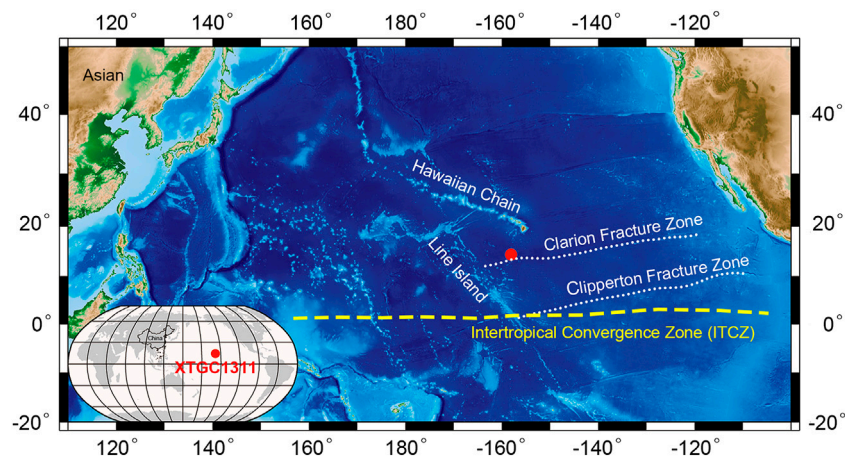 120° 140° 160° 180° -160° -140° -120°
Asian
40°
40°
Hawaiian Chain
20°
20°
Clarion Fracture Zone
Line Island
Clipperton Fracture Zone
0°
0°
Intertropical Convergence Zone (ITCZ)
China
XTGC1311
-20°
-20°
120° 140° 160° 180° -160° -140° -120°